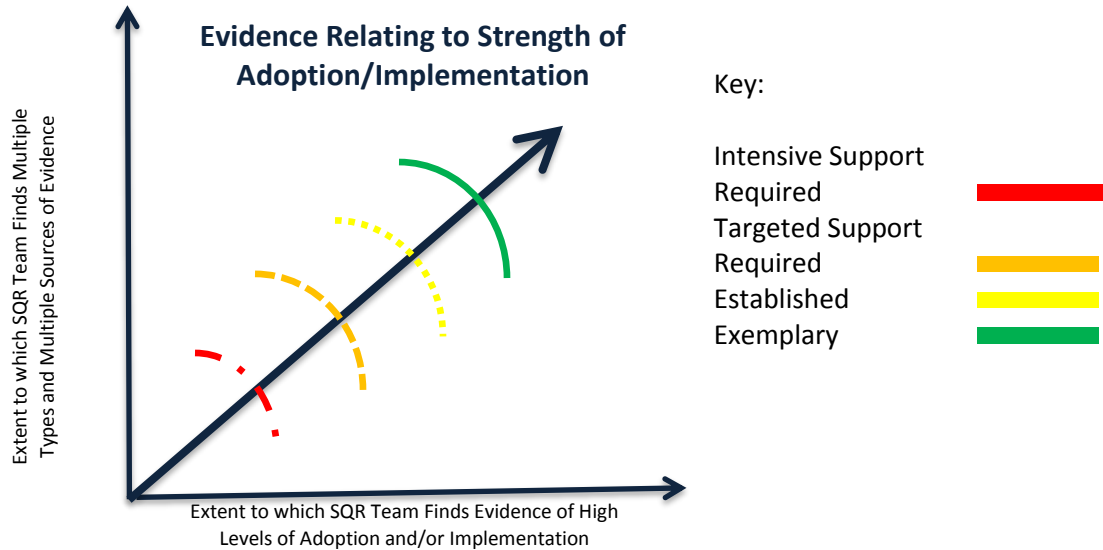 Evidence Relating to Strength of
Adoption/Implementation
Extent to which SQR Team Finds Multiple
Types and Multiple Sources of Evidence
Extent to which SQR Team Finds Evidence of High
Levels of Adoption and/or Implementation
Key:
Intensive Support
Required
Targeted Support
Required
Established
Exemplary